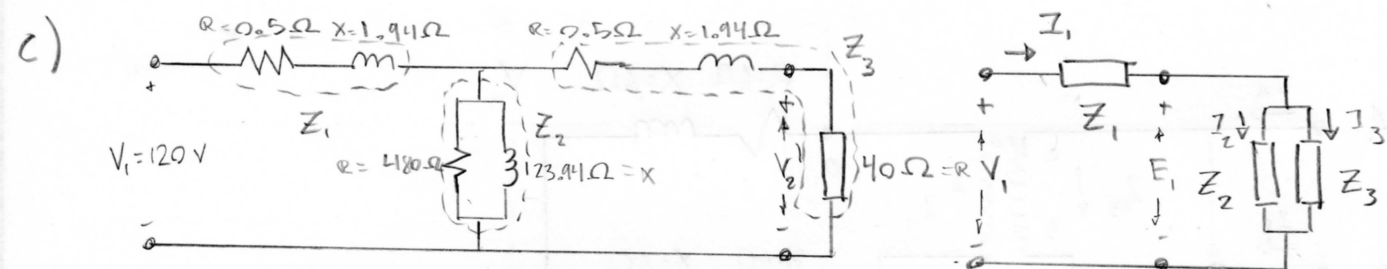 c)
R=0.5Ω X=1.94Ω
R=0.5Ω X=1.94Ω
Z3
I1
+
Z1
Z2
V1=120V
R=480Ω
123.94Ω=X
+
V2'
-
40Ω=R
-
+
V1
-
Z1
+
E1
-
I2
I3
Z2
Z3